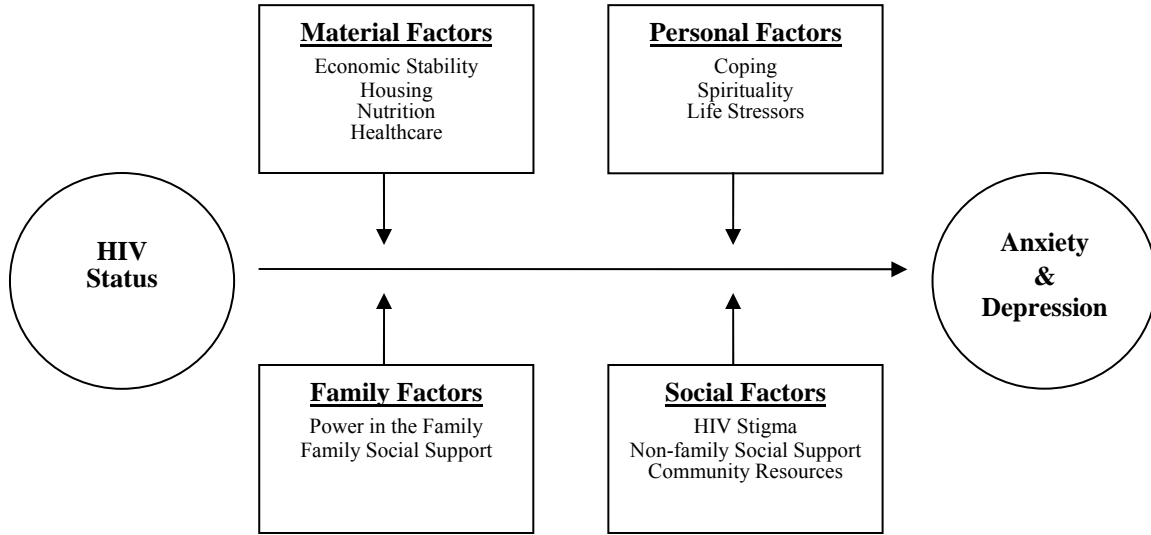 Material Factors
Economic Stability
Housing
Nutrition
Healthcare
Personal Factors
Coping
Spirituality
Life Stressors
HIV
Status
Anxiety
&
Depression
Family Factors
Power in the Family
Family Social Support
Social Factors
HIV Stigma
Non-family Social Support
Community Resources